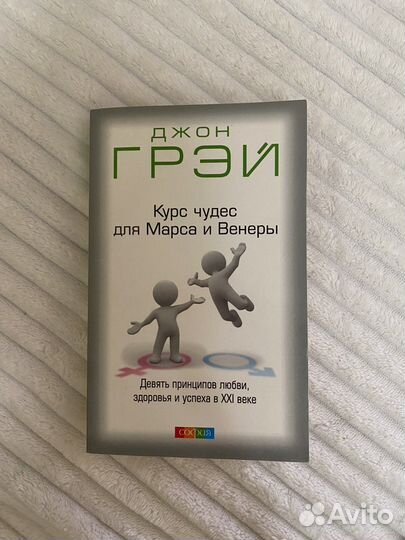 ДЖОН
ГРЭЙ
Курс чудес
для Марса и Венеры
Девять принципов любви,
здоровья и успеха в XXI веке
СОФИЯ
Avito